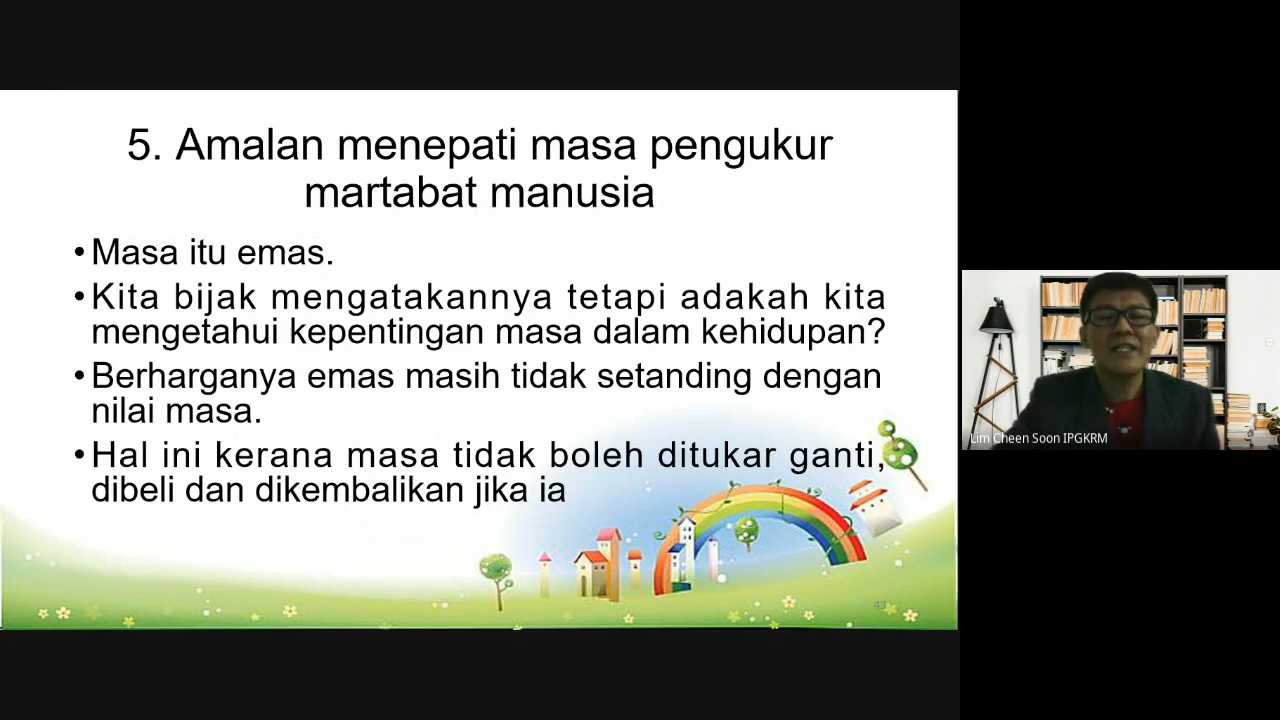 5. Amalan menepati masa pengukur
martabat manusia
•Masa itu emas.
•Kita bijak mengatakannya tetapi adakah kita
mengetahui kepentingan masa dalam kehidupan?
•Berharganya emas masih tidak setanding dengan
nilai masa.
•Hal ini kerana masa tidak boleh ditukar ganti,
dibeli dan dikembalikan jika ia
43
Lim Cheen Soon IPGKRM